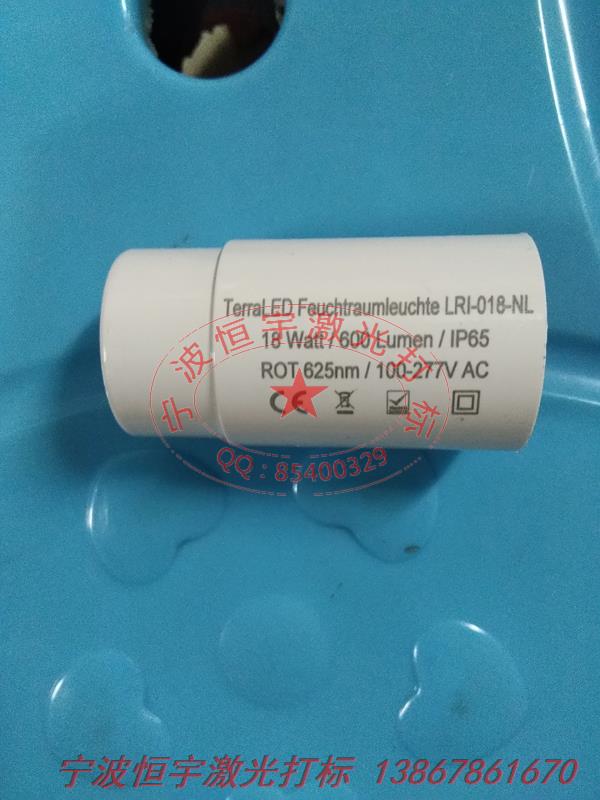 TerraLED Feuchtraumleuchte LRI-018-NL
18 Watt / 600 Lumen / IP65
ROT 625nm / 100-277V AC
CE
宁波恒宇激光打标
QQ:85400329
宁波恒宇激光打标 13867861670